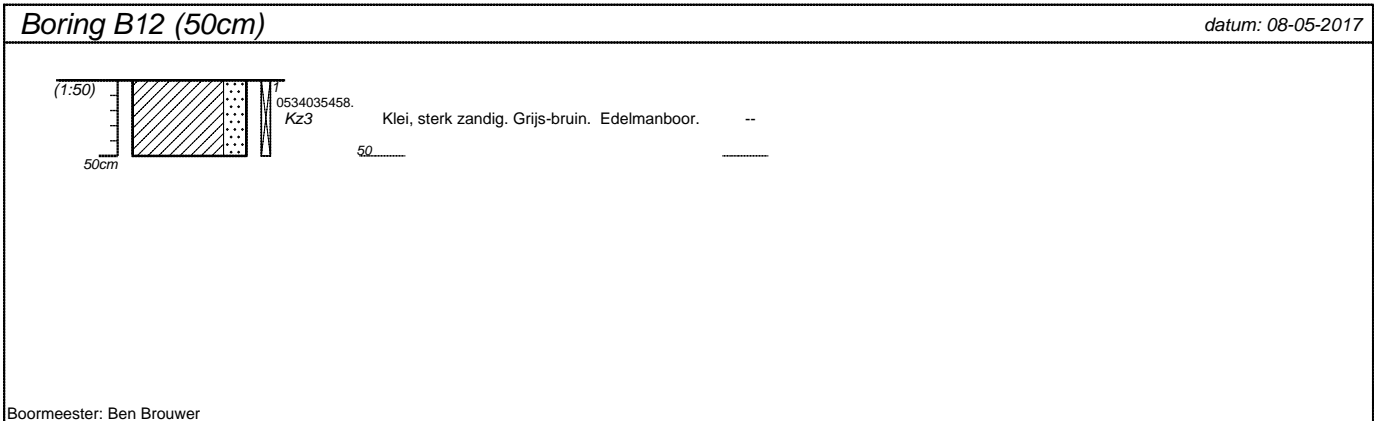 Boring B12 (50cm)
datum: 08-05-2017
(1:50)
1
0534035458.
Kz3
Klei, sterk zandig. Grijs-bruin. Edelmanboor.
--
50
50cm
Boormeester: Ben Brouwer